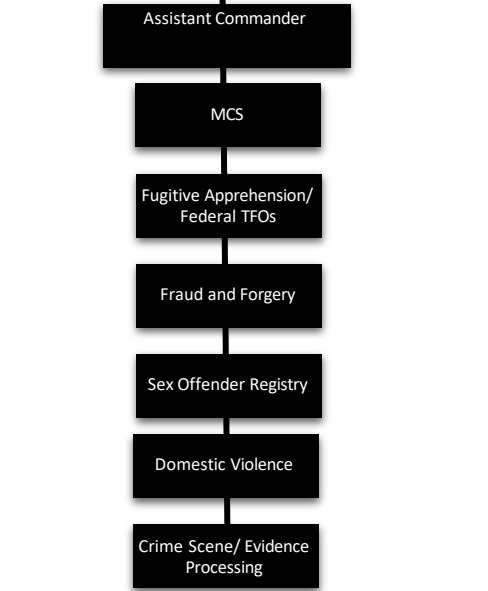 Assistant Commander
MCS
Fugitive Apprehension/
Federal TFOs
Fraud and Forgery
Sex Offender Registry
Domestic Violence
Crime Scene/ Evidence
Processing